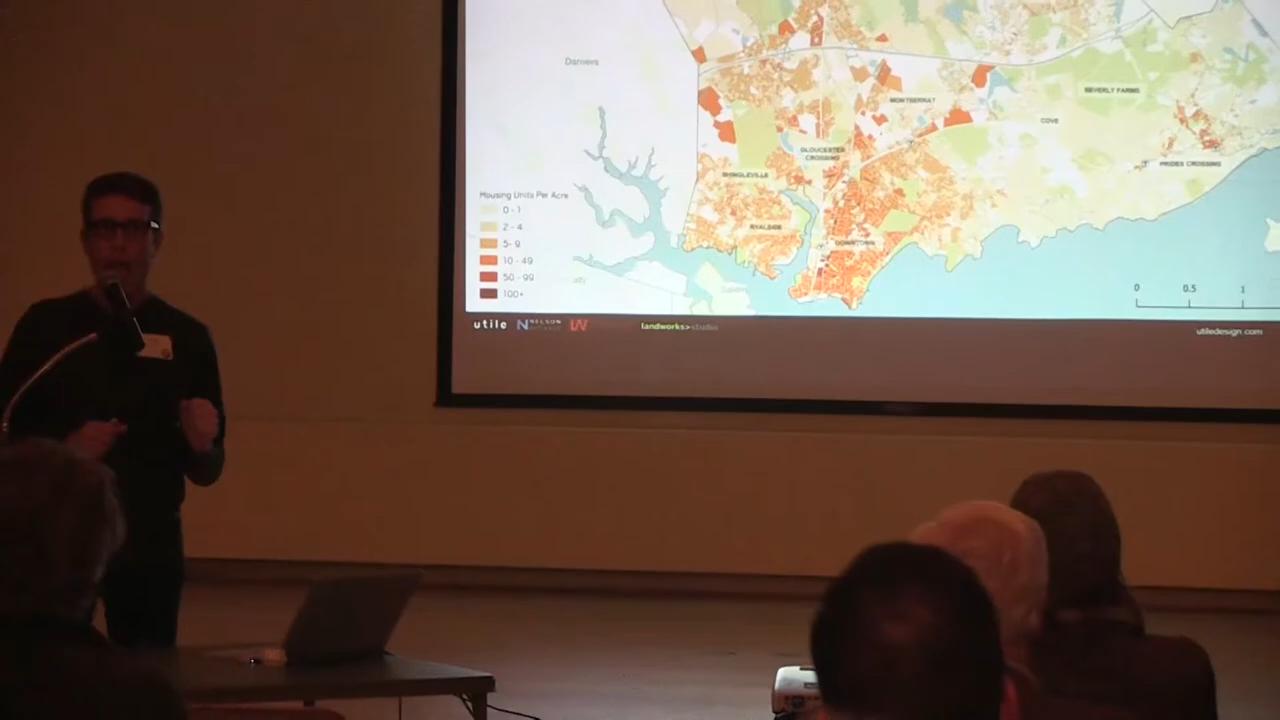 Danvers
MONTSERRAT
BEVERLY FARMS
COVE
GLOUCESTER
CROSSING
PRIDES CROSSING
SHINGLEVILLE
RYALSIDE
DOWNTOWN
Housing Units Per Acre
0 - 1
2 - 4
5- 9
10 - 49
50 - 99
100+
0 0.5 1
utile NELSON
landworks>studio
utiledesign.com